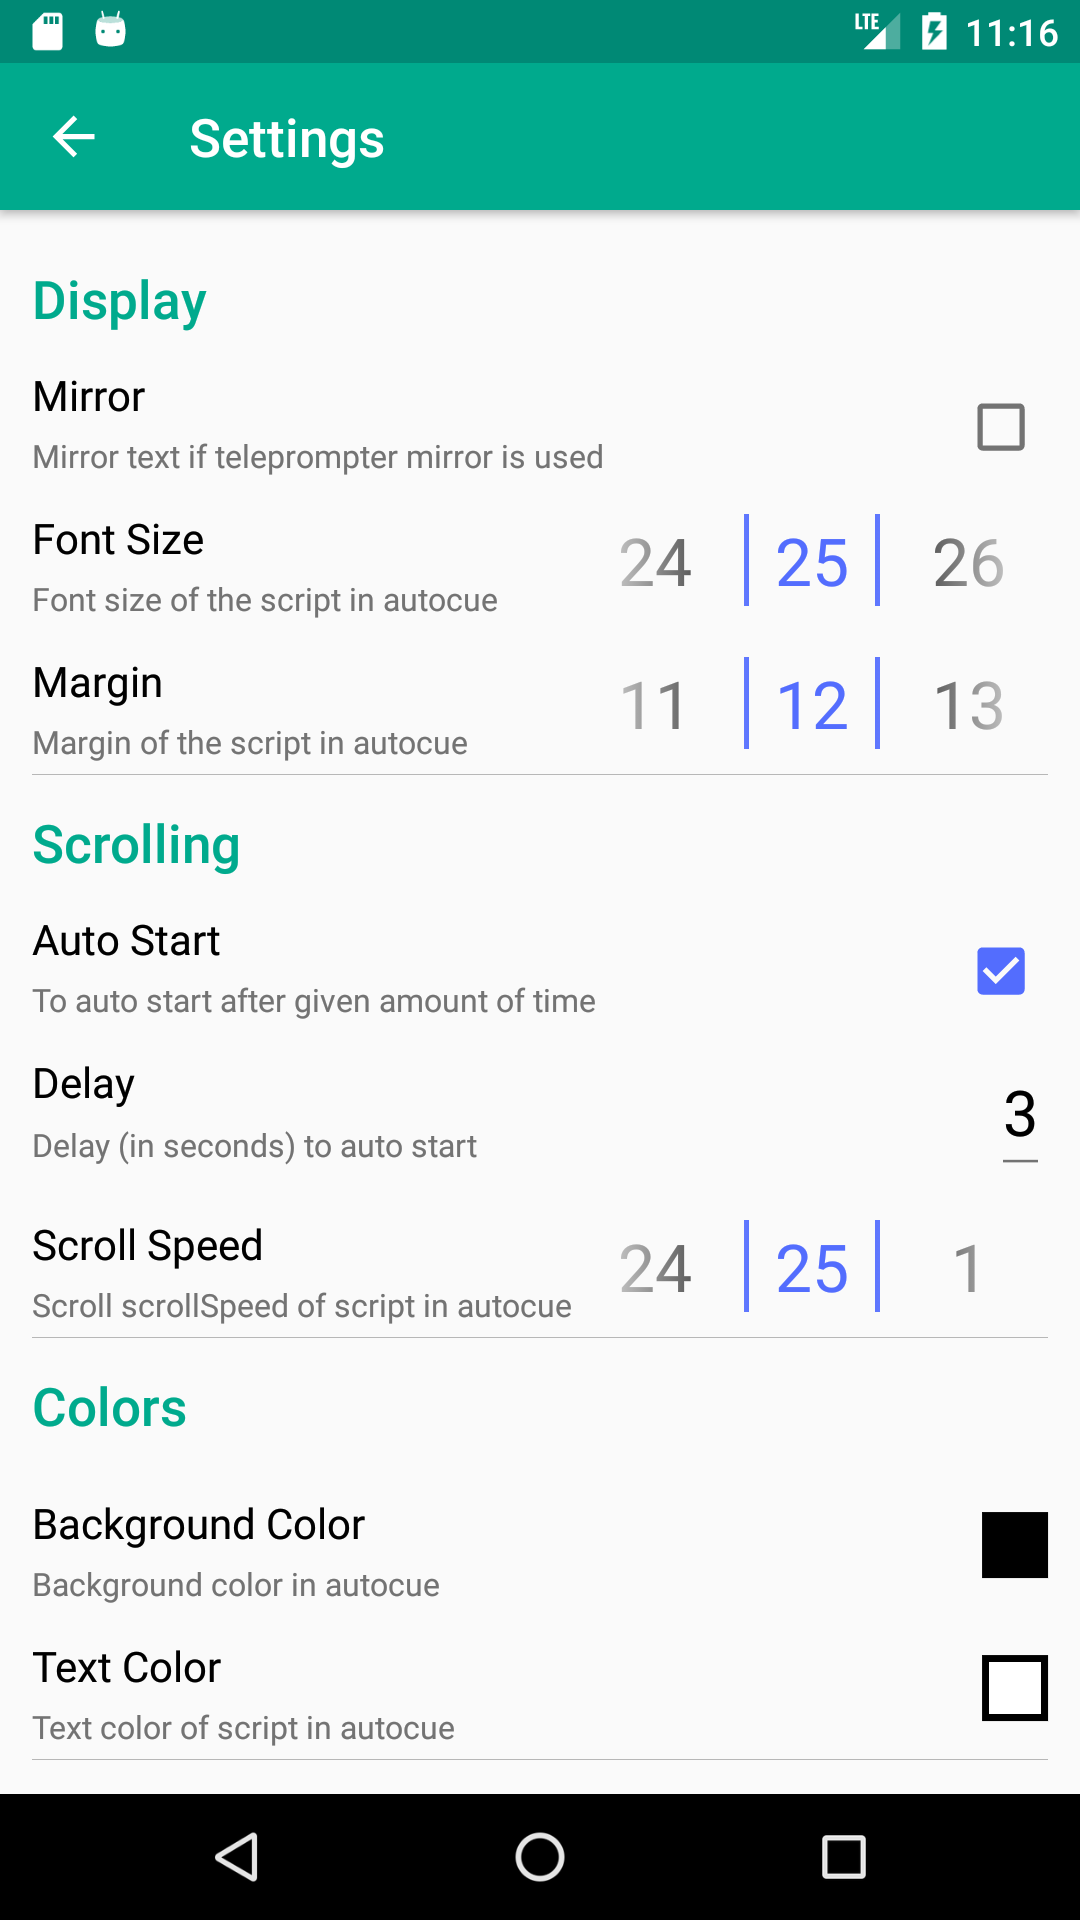 LTE 11:16
Settings
Display
Mirror
Mirror text if teleprompter mirror is used
Font Size
Font size of the script in autocue
24 25 26
Margin
Margin of the script in autocue
11 12 13
Scrolling
Auto Start
To auto start after given amount of time
Delay
Delay (in seconds) to auto start
3
Scroll Speed
Scroll scrollSpeed of script in autocue
24 25 1
Colors
Background Color
Background color in autocue
Text Color
Text color of script in autocue